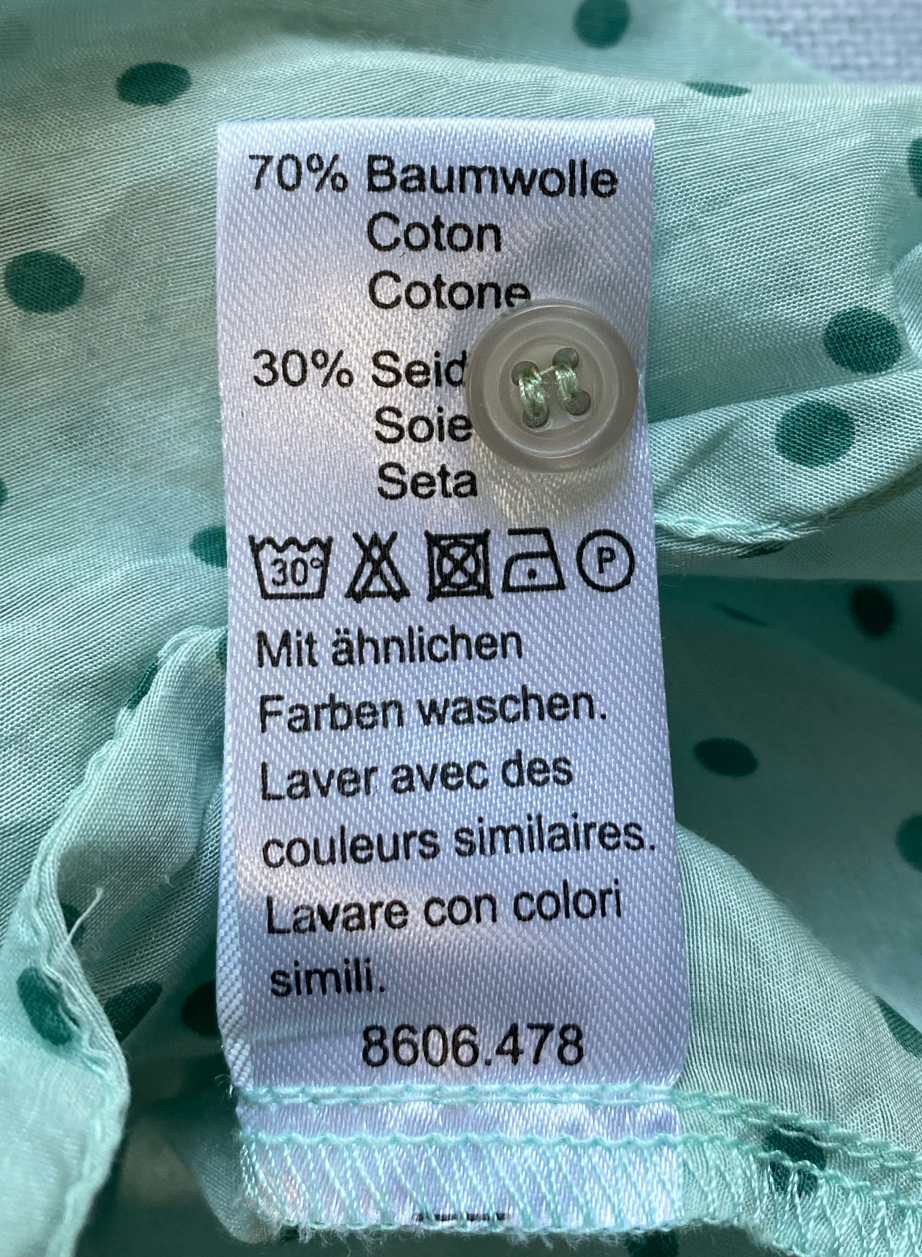 70% Baumwolle
Coton
Cotone
30% Seid
Soie
Seta
30° P
Mit ähnlichen
Farben waschen.
Laver avec des
couleurs similaires.
Lavare con colori
simili.
8606.478